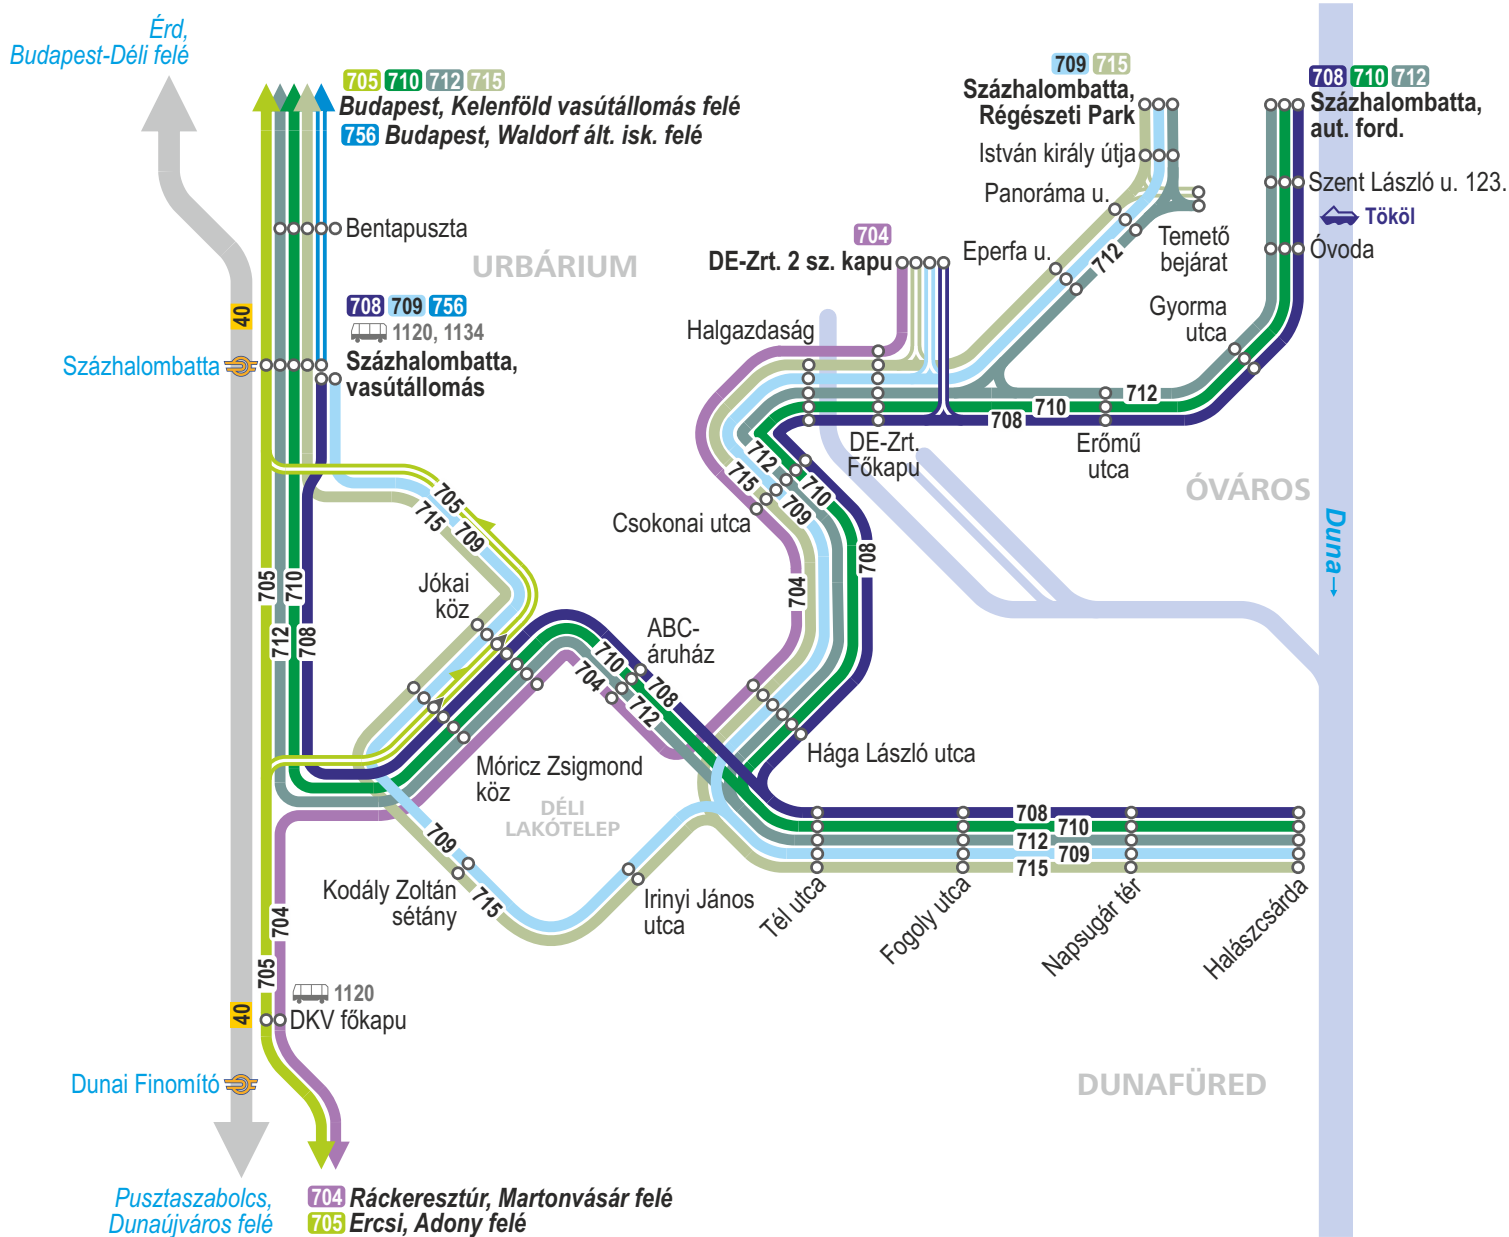 Érd,
Budapest-Déli felé
705 710 712 715
Budapest, Kelenföld vasútállomás felé
756 Budapest, Waldorf ált. isk. felé
709 715
Százhalombatta,
Régészeti Park
István király útja
Panoráma u.
Eperfa u.
712
Temető
bejárat
708 710 712
Százhalombatta,
aut. ford.
Szent László u. 123.
Tököl
Óvoda
Gyorma
utca
Bentapuszta
URBÁRIUM
704
DE-Zrt. 2 sz. kapu
Halgazdaság
40
708 709 756
1120, 1134
Százhalombatta,
vasútállomás
Százhalombatta
712
710
708
DE-Zrt.
Főkapu
Erőmű
utca
ÓVÁROS
Duna→
712
710
715
709
Csokonai utca
708
704
705
709
715
705
710
712
708
Jókai
köz
ABC-
áruház
710
708
704
712
Hága László utca
Móricz Zsigmond
köz
DÉLI
LAKÓTELEP
709
715
Kodály Zoltán
sétány
Irinyi János
utca
708
710
712
709
715
Tél utca
Fogoly utca
Napsugár tér
Halászcsárda
704
705
40
1120
DKV főkapu
Dunai Finomító
DUNAFÜRED
Pusztaszabolcs,
Dunaújváros felé
704 Ráckeresztúr, Martonvásár felé
705 Ercsi, Adony felé